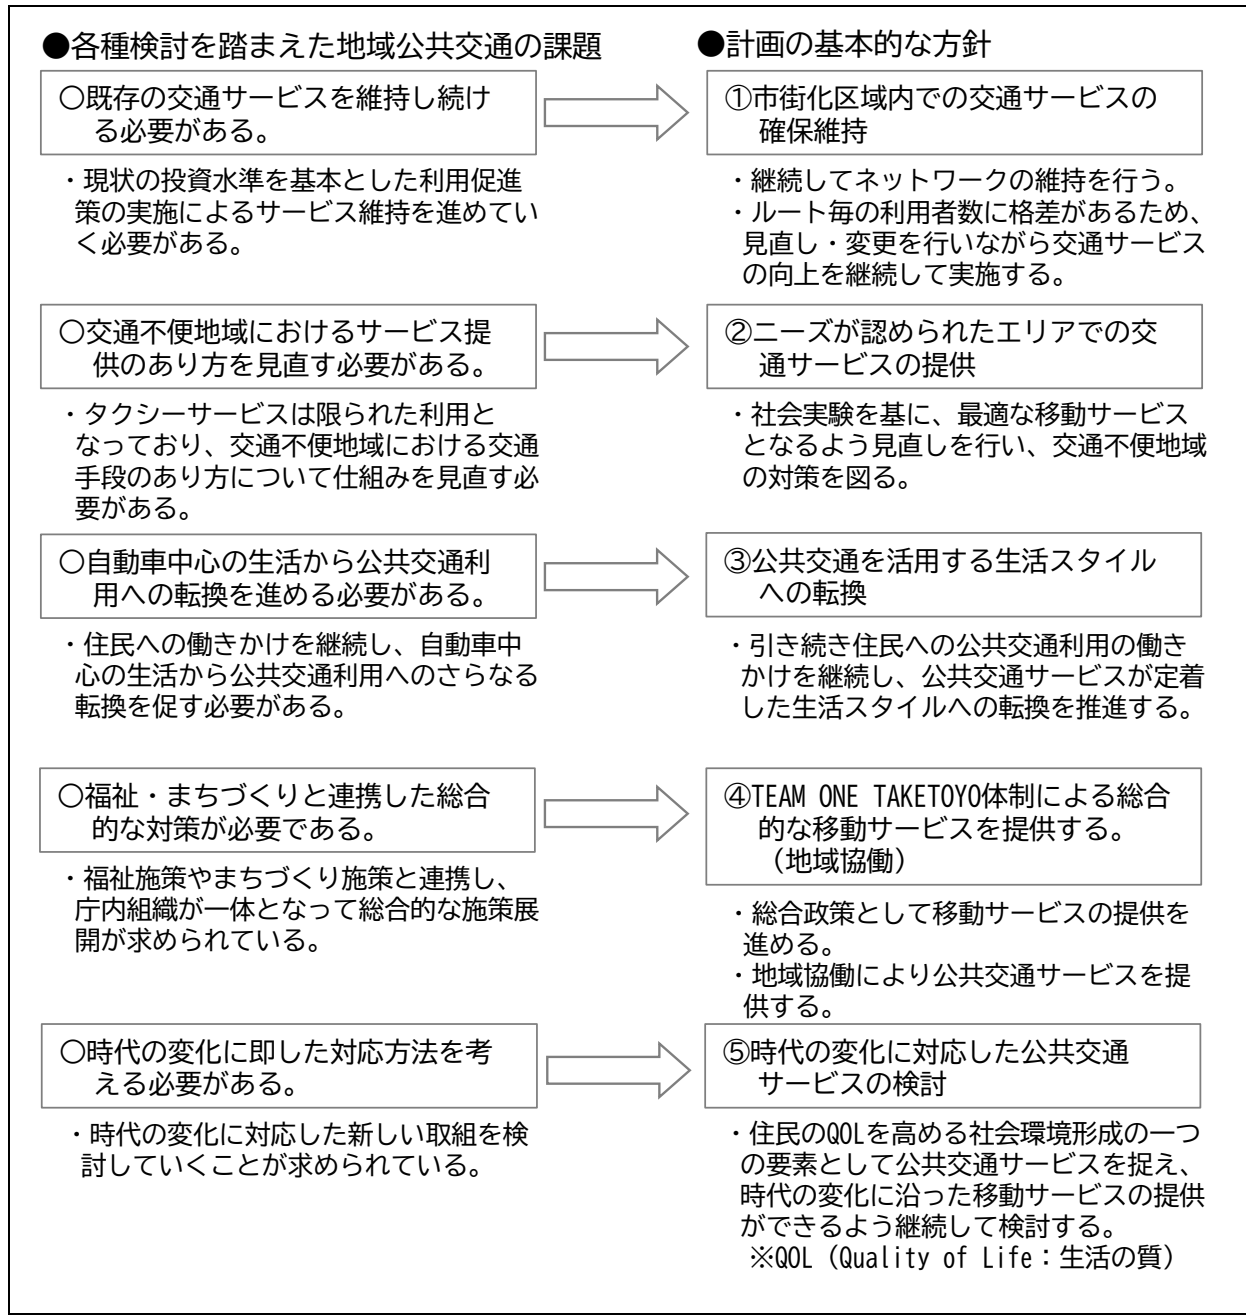 ●各種検討を踏まえた地域公共交通の課題
●計画の基本的な方針
〇既存の交通サービスを維持し続け
る必要がある。
①市街化区域内での交通サービスの
確保維持
・現状の投資水準を基本とした利用促進
策の実施によるサービス維持を進めてい
く必要がある。
・継続してネットワークの維持を行う。
・ルート毎の利用者数に格差があるため、
見直し・変更を行いながら交通サービス
の向上を継続して実施する。
〇交通不便地域におけるサービス提
供のあり方を見直す必要がある。
②ニーズが認められたエリアでの交
通サービスの提供
・タクシーサービスは限られた利用と
なっており、交通不便地域における交通
手段のあり方について仕組みを見直す必
要がある。
・社会実験を基に、最適な移動サービス
となるよう見直しを行い、交通不便地域
の対策を図る。
〇自動車中心の生活から公共交通利
用への転換を進める必要がある。
③公共交通を活用する生活スタイル
への転換
・住民への働きかけを継続し、自動車中
心の生活から公共交通利用へのさらなる
転換を促す必要がある。
・引き続き住民への公共交通利用の働き
かけを継続し、公共交通サービスが定着
した生活スタイルへの転換を推進する。
〇福祉・まちづくりと連携した総合
的な対策が必要である。
④TEAM ONE TAKETOYO体制による総合
的な移動サービスを提供する。
（地域協働）
・福祉施策やまちづくり施策と連携し、
庁内組織が一体となって総合的な施策展
開が求められている。
・総合政策として移動サービスの提供を
進める。
・地域協働により公共交通サービスを提
供する。
〇時代の変化に即した対応方法を考
える必要がある。
⑤時代の変化に対応した公共交通
サービスの検討
・時代の変化に対応した新しい取組を検
討していくことが求められている。
・住民のQOLを高める社会環境形成の一つ
の要素として公共交通サービスを捉え、
時代の変化に沿った移動サービスの提供
ができるよう継続して検討する。
※QOL（Quality of Life：生活の質）